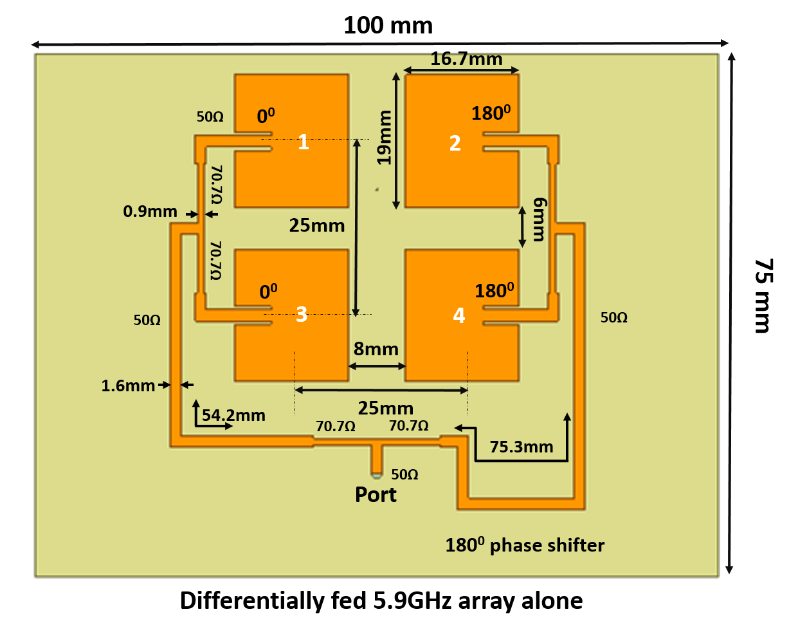 100 mm
16.7mm
50Ω
0⁰
180⁰
1
2
19mm
70.7Ω
0.9mm
25mm
6mm
70.7Ω
0⁰
180⁰
3
4
50Ω
50Ω
75 mm
8mm
1.6mm
25mm
54.2mm
70.7Ω
70.7Ω
75.3mm
50Ω
Port
180⁰ phase shifter
Differentially fed 5.9GHz array alone